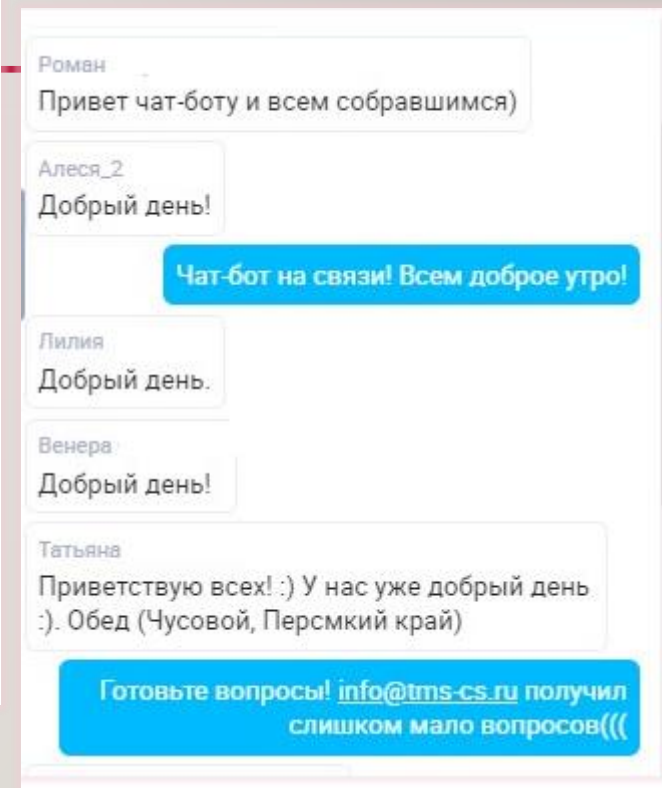 Роман
Привет чат-боту и всем собравшимся)
Алеся_2
Добрый день!
Чат-бот на связи! Всем доброе утро!
Лилия
Добрый день.
Венера
Добрый день!
Татьяна
Приветствую всех! :) У нас уже добрый день
:). Обед (Чусовой, Персмкий край)
Готовьте вопросы! info@tms-cs.ru получил
слишком мало вопросов(((